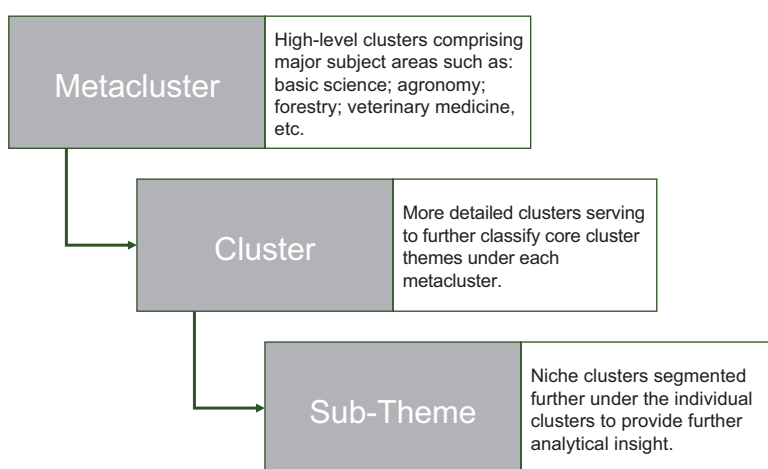 Metacluster
High-level clusters comprising
major subject areas such as:
basic science; agronomy;
forestry; veterinary medicine,
etc.
Cluster
More detailed clusters serving
to further classify core cluster
themes under each
metacluster.
Sub-Theme
Niche clusters segmented
further under the individual
clusters to provide further
analytical insight.